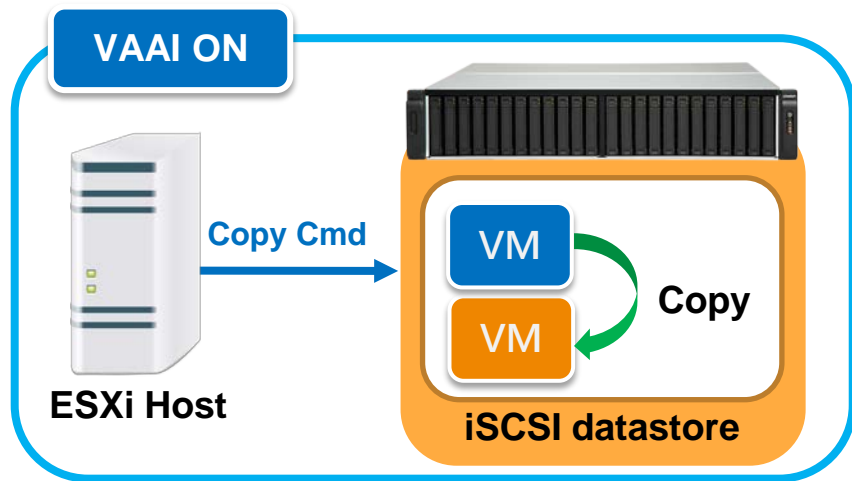 VAAI ON
Copy Cmd
VM
Copy
VM
ESXi Host
iSCSI datastore